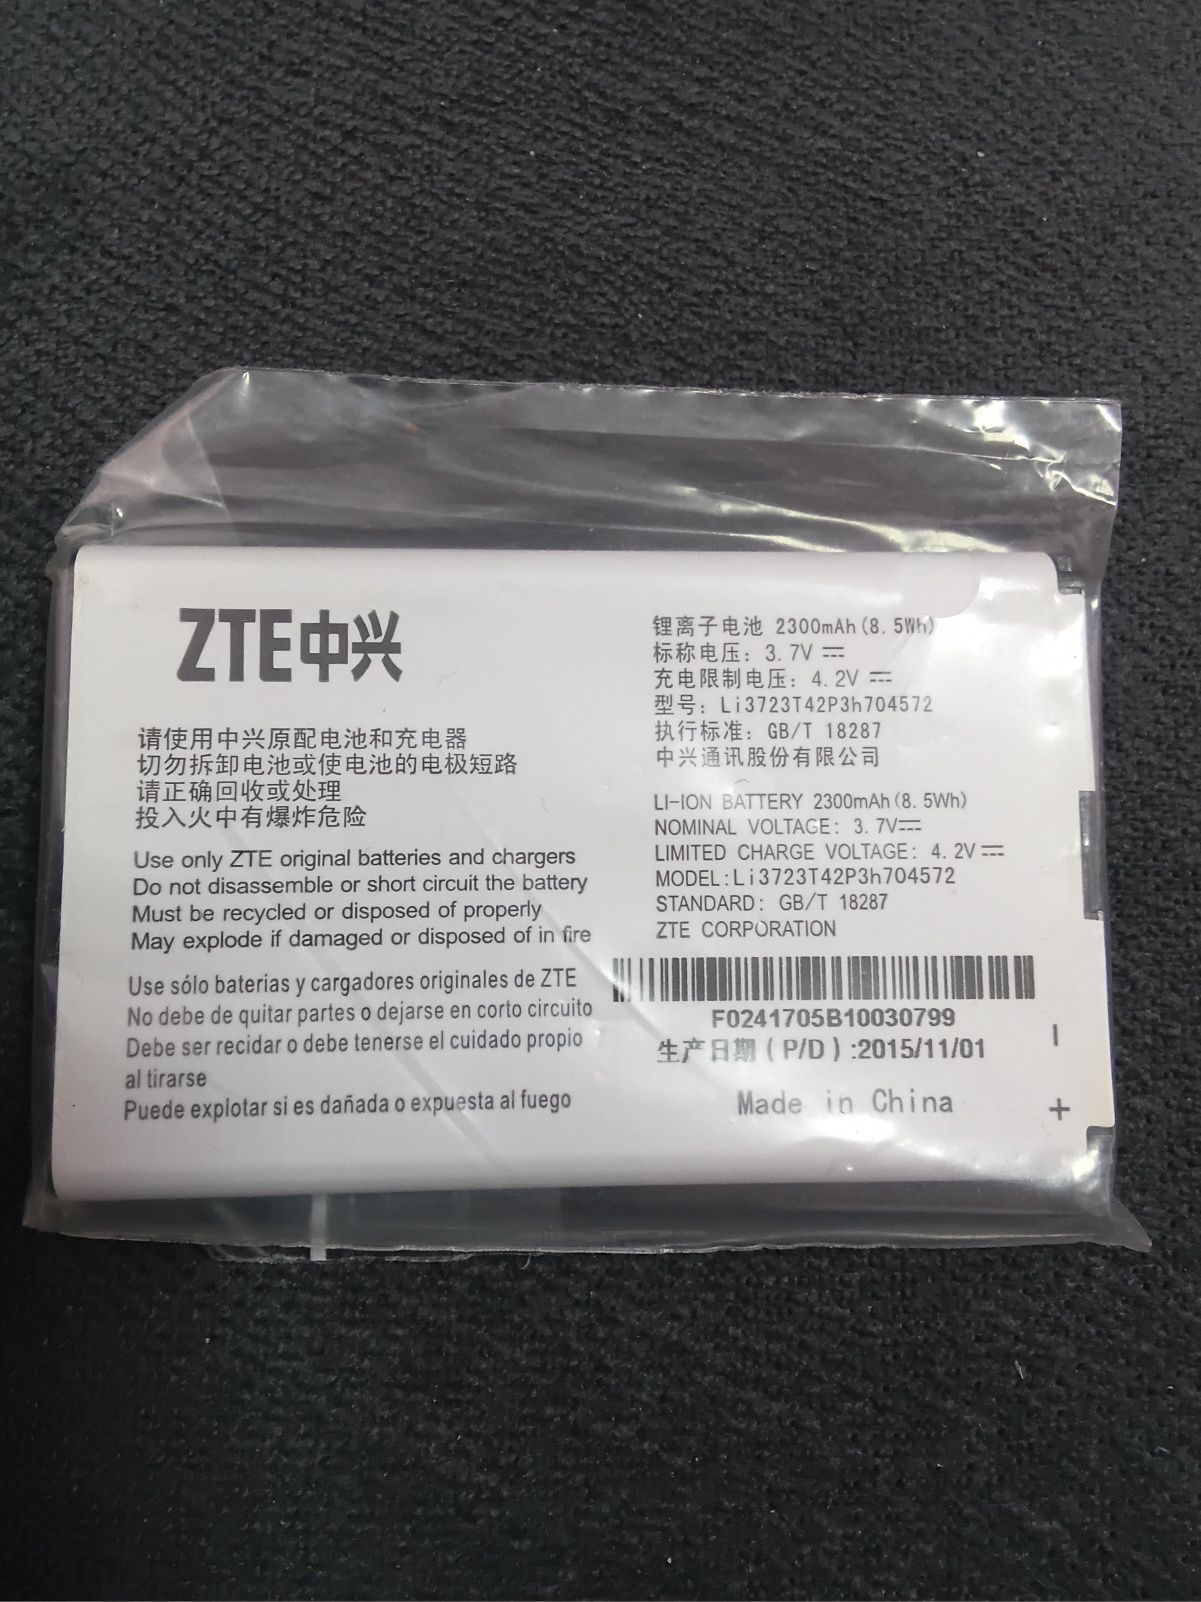 ZTE中兴
请使用中兴原配电池和充电器
切勿拆卸电池或使电池的电极短路
请正确回收或处理
投入火中有爆炸危险
Use only ZTE original batteries and chargers
Do not disassemble or short circuit the battery
Must be recycled or disposed of properly
May explode if damaged or disposed of in fire
Use sólo baterias y cargadores originales de ZTE
No debe de quitar partes o dejarse en corto circuito
Debe ser recidar o debe tenerse el cuidado propio
al tirarse
Puede explotar si es dañada o expuesta al fuego
锂离子电池 2300mAh(8.5Wh)
标称电压: 3.7V ⎓
充电限制电压: 4.2V ⎓
型号: Li3723T42P3h704572
执行标准: GB/T 18287
中兴通讯股份有限公司
LI-ION BATTERY 2300mAh(8.5Wh)
NOMINAL VOLTAGE: 3.7V⎓
LIMITED CHARGE VOLTAGE: 4.2V⎓
MODEL:Li3723T42P3h704572
STANDARD: GB/T 18287
ZTE CORPORATION
F0241705B10030799
生产日期(P/D):2015/11/01
Made in China
-
+